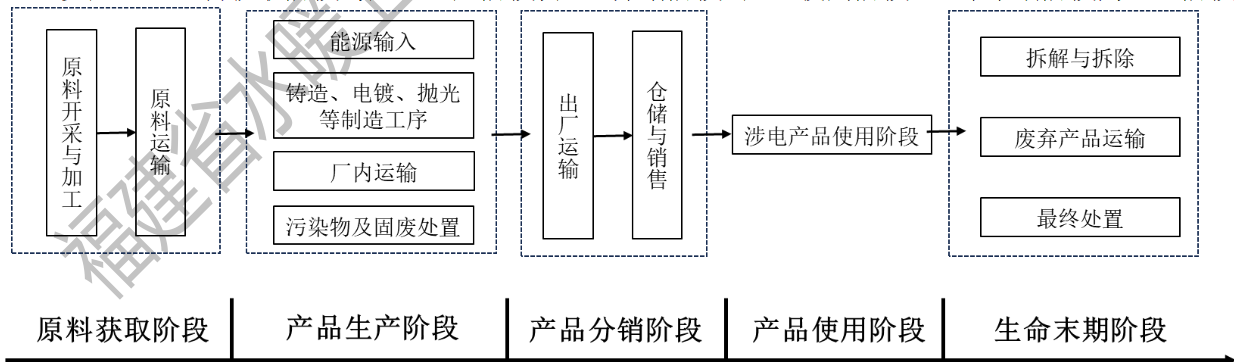 原料开采与加工
原料运输
能源输入
铸造、电镀、抛光
等制造工序
厂内运输
污染物及固废处置
出厂运输
仓储与销售
涉电产品使用阶段
拆解与拆除
废弃产品运输
最终处置
原料获取阶段
产品生产阶段
产品分销阶段
产品使用阶段
生命末期阶段
福建省水暖